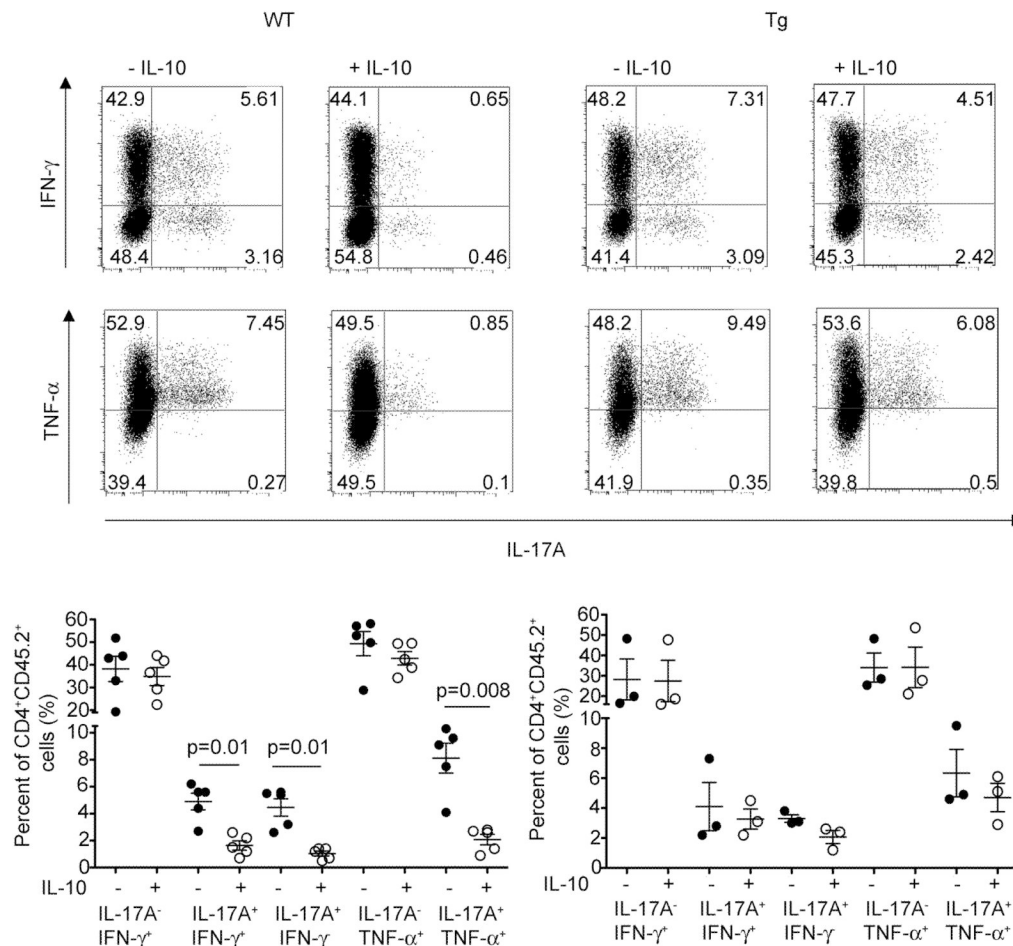 WT Tg
- IL-10 + IL-10 - IL-10 + IL-10
42.9 5.61 44.1 0.65 48.2 7.31 47.7 4.51
IFN-γ
48.4 3.16 54.8 0.46 41.4 3.09 45.3 2.42
52.9 7.45 49.5 0.85 48.2 9.49 53.6 6.08
TNF-α
39.4 0.27 49.5 0.1 41.9 0.35 39.8 0.5
IL-17A
Percent of CD4⁺CD45.2⁺
cells (%)
60
50
40
30
20
10
8
6
4
2
0
p=0.01 p=0.01 p=0.008
IL-10 - + - + - + - + - +
IL-17A⁻ IL-17A⁺ IL-17A⁺ IL-17A⁻ IL-17A⁺
IFN-γ⁺ IFN-γ⁺ IFN-γ⁻ TNF-α⁺ TNF-α⁺
Percent of CD4⁺CD45.2⁺
cells (%)
60
50
40
30
20
10
8
6
4
2
0
IL-10 - + - + - + - + - +
IL-17A⁻ IL-17A⁺ IL-17A⁺ IL-17A⁻ IL-17A⁺
IFN-γ⁺ IFN-γ⁺ IFN-γ⁻ TNF-α⁺ TNF-α⁺